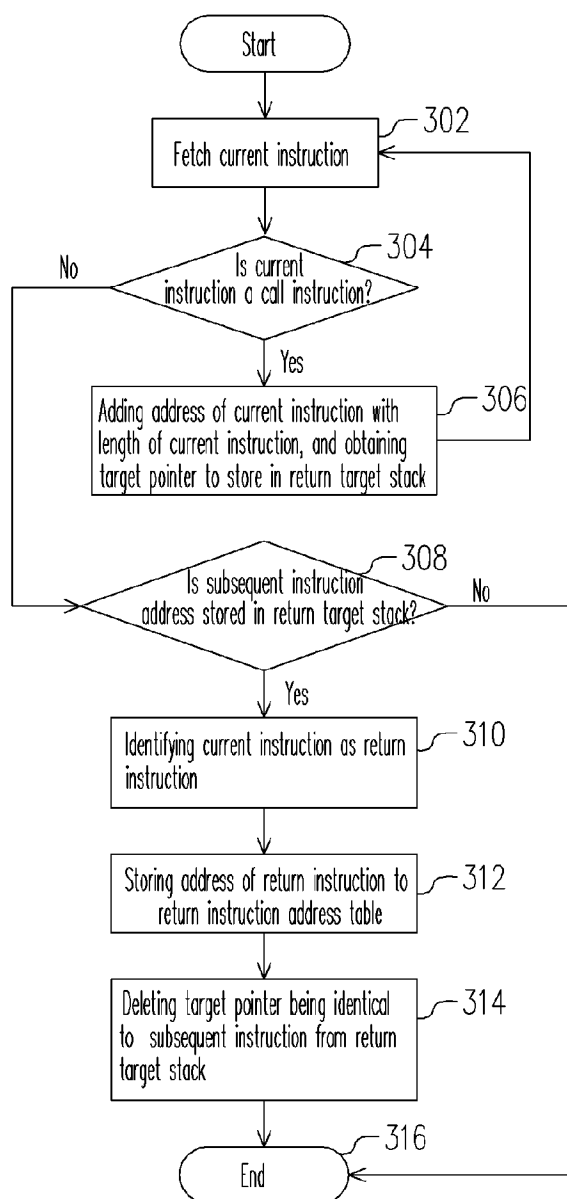 Start
302
Fetch current instruction
304
No
Is current
instruction a call instruction?
Yes
306
Adding address of current instruction with
length of current instruction, and obtaining
target pointer to store in return target stack
308
Is subsequent instruction
address stored in return target stack?
No
Yes
310
Identifying current instruction as return
instruction
312
Storing address of return instruction to
return instruction address table
314
Deleting target pointer being identical
to subsequent instruction from return
target stack
316
End